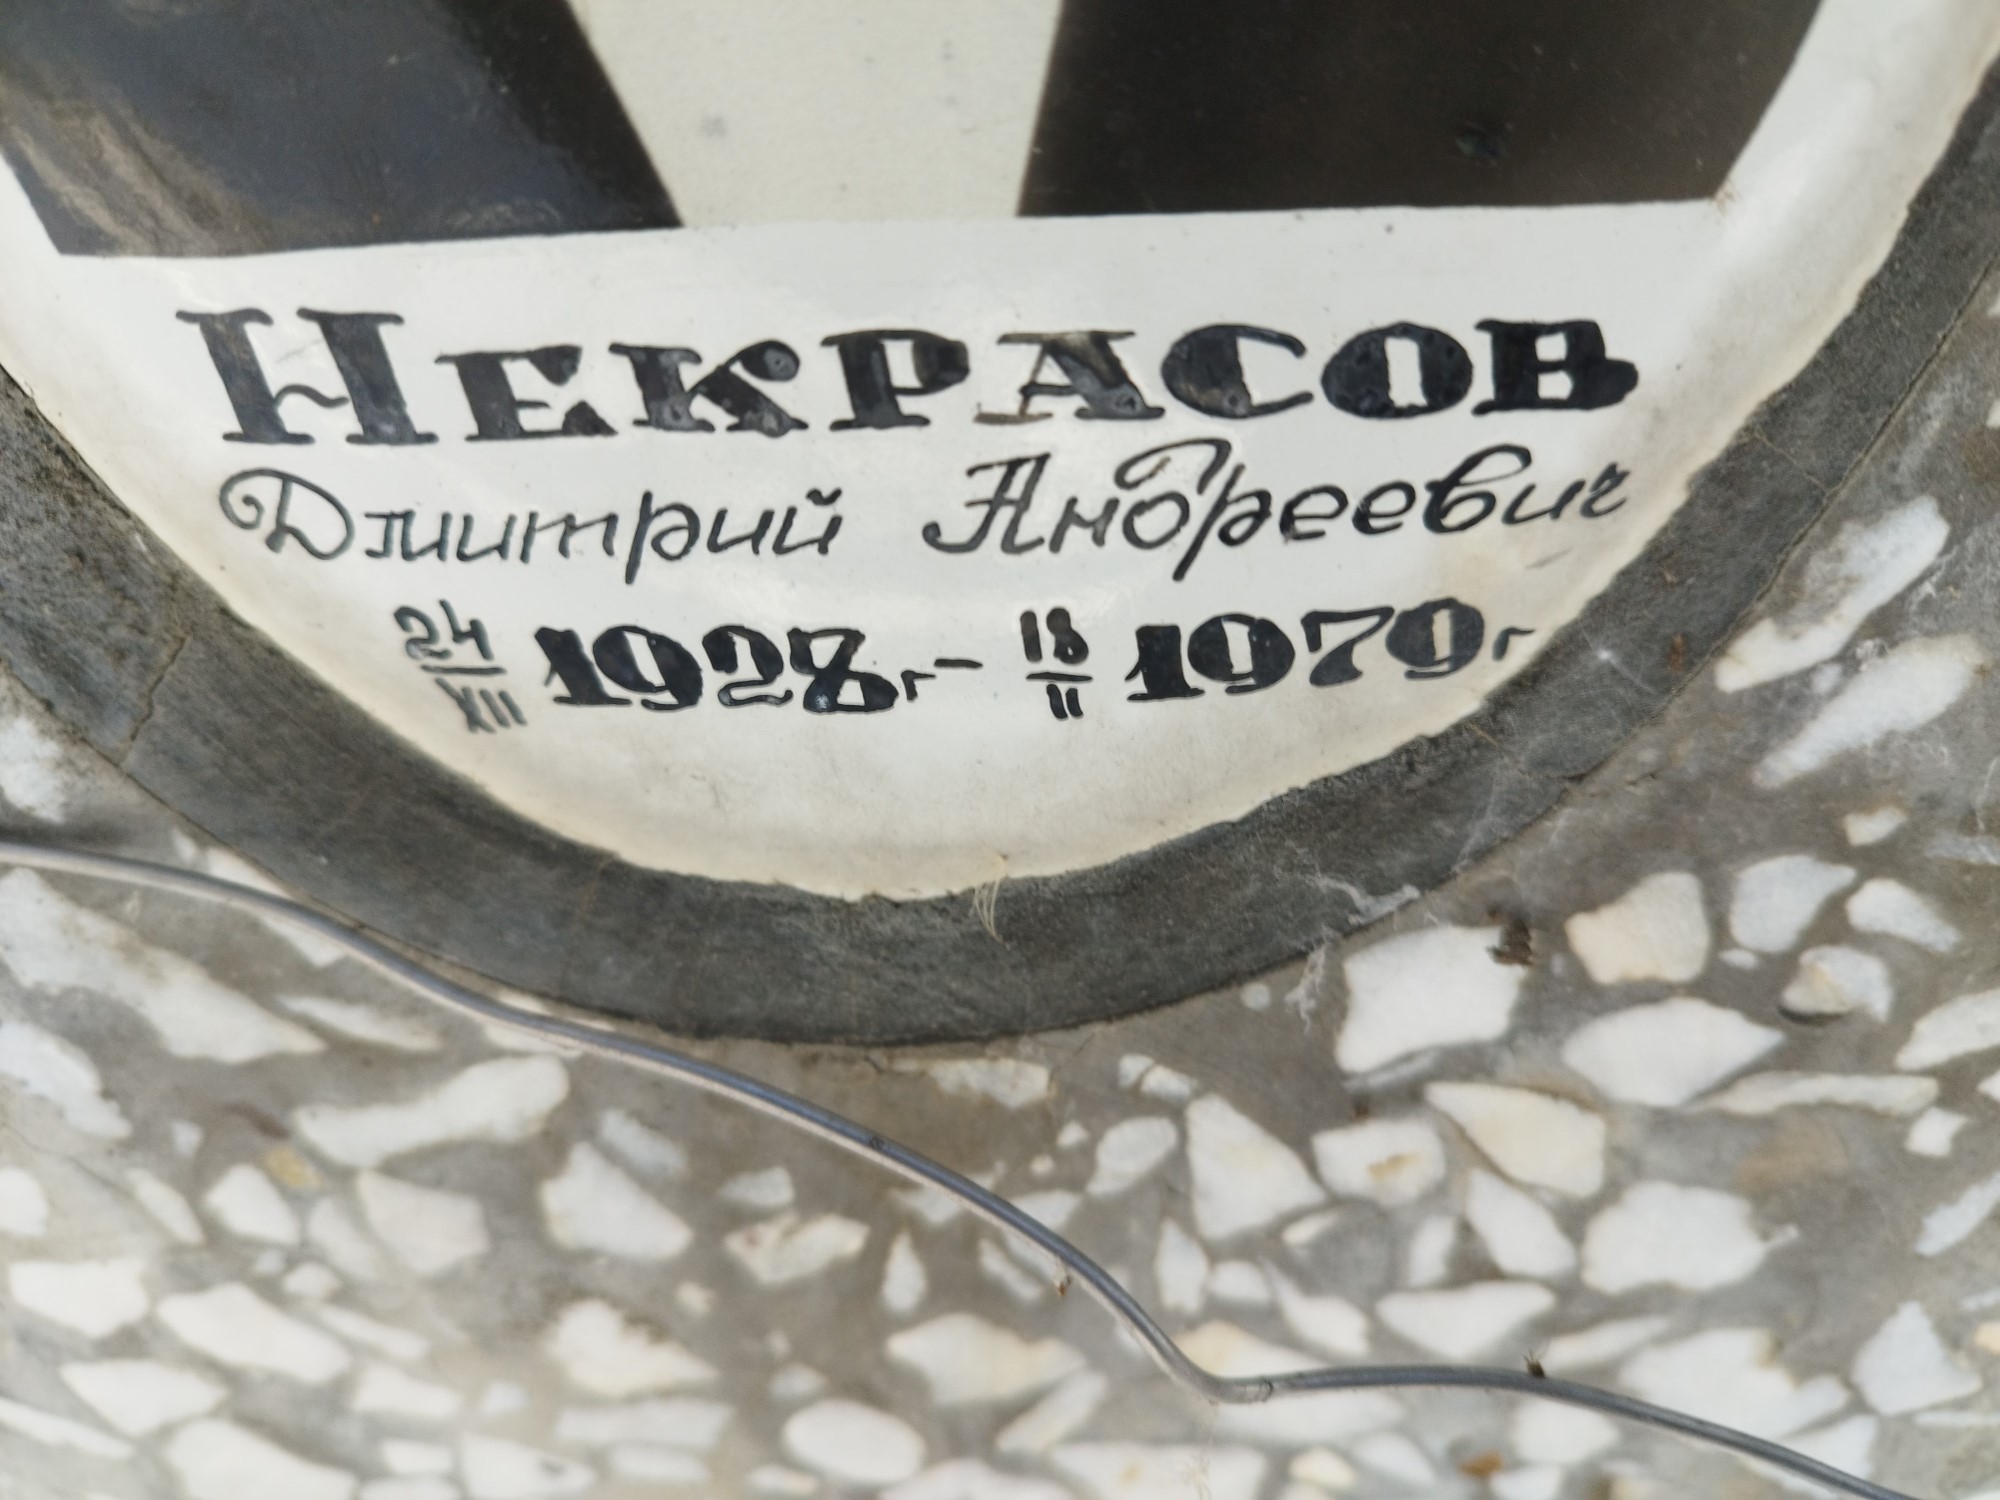 Некрасов
Дмитрий Андреевич
24/XII 1928г – 18/II 1979г